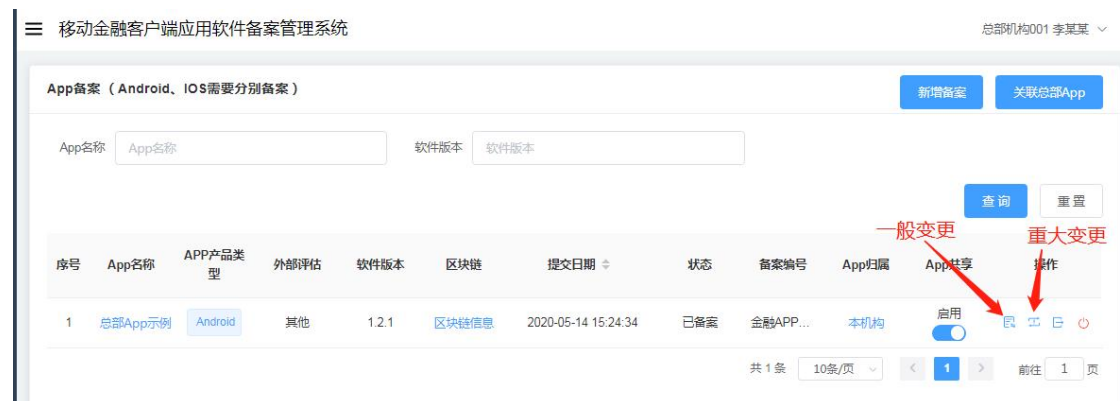 移动金融客户端应用软件备案管理系统
总部机构001 李某某
App备案（Android、IOS需要分别备案）
新增备案
关联总部App
App名称
App名称
软件版本
软件版本
查询
重置
一般变更
重大变更
序号 App名称 APP产品类型 外部评估 软件版本 区块链 提交日期 状态 备案编号 App归属 App共享 操作
1 总部App示例 Android 其他 1.2.1 区块链信息 2020-05-14 15:24:34 已备案 金融APP... 本机构 启用
共1条 10条/页 < 1 > 前往 1 页